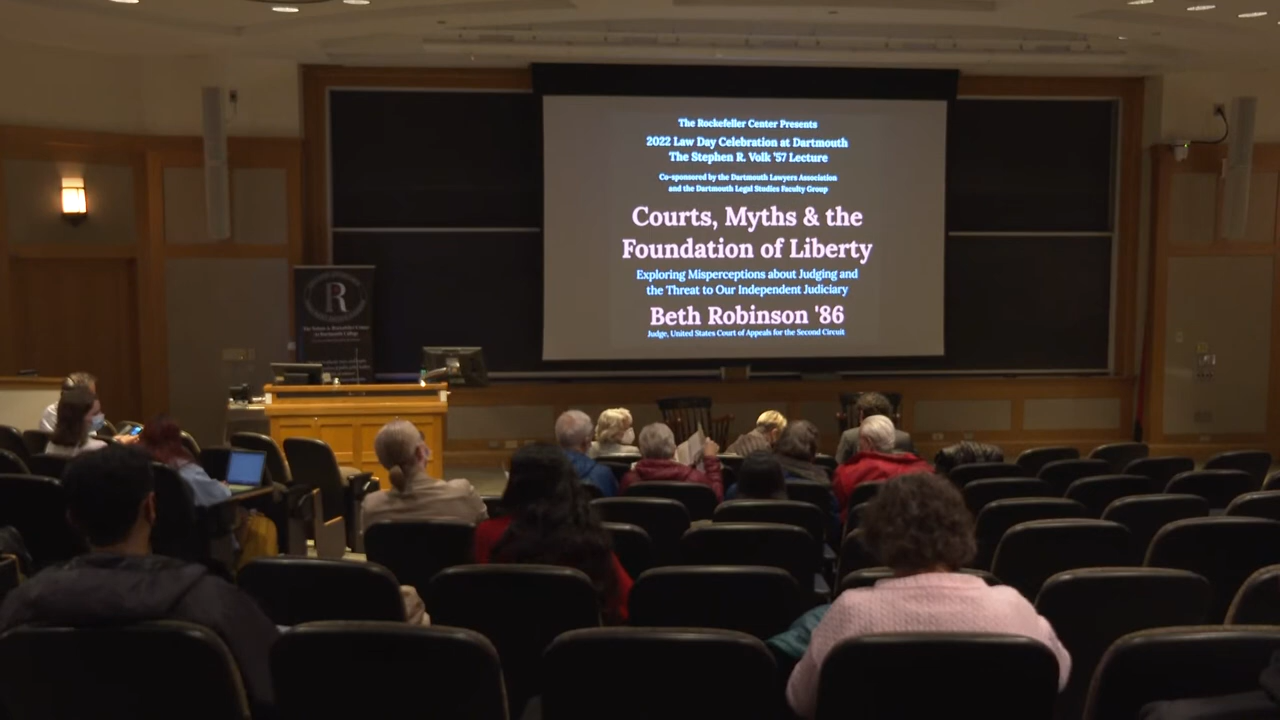 The Rockefeller Center Presents
2022 Law Day Celebration at Dartmouth
The Stephen R. Volk '57 Lecture
Co-sponsored by the Dartmouth Lawyers Association
and the Dartmouth Legal Studies Faculty Group
Courts, Myths & the
Foundation of Liberty
Exploring Misperceptions about Judging and
the Threat to Our Independent Judiciary
Beth Robinson '86
Judge, United States Court of Appeals for the Second Circuit
R